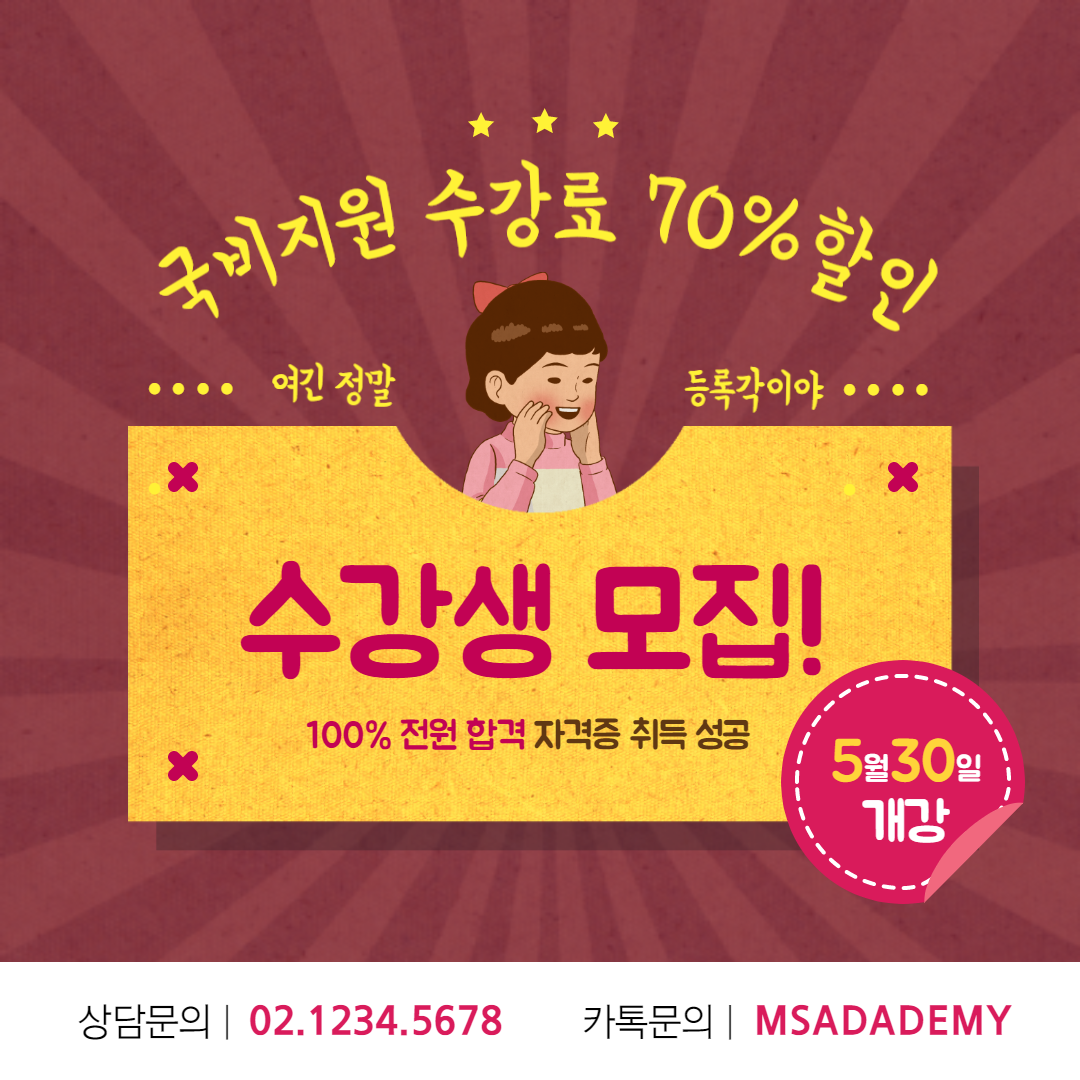 국비지원 수강료 70%할인
여긴 정말
등록각이야
수강생 모집!
100% 전원 합격 자격증 취득 성공
5월30일
개강
상담문의 | 02.1234.5678
카톡문의 | MSADADEMY